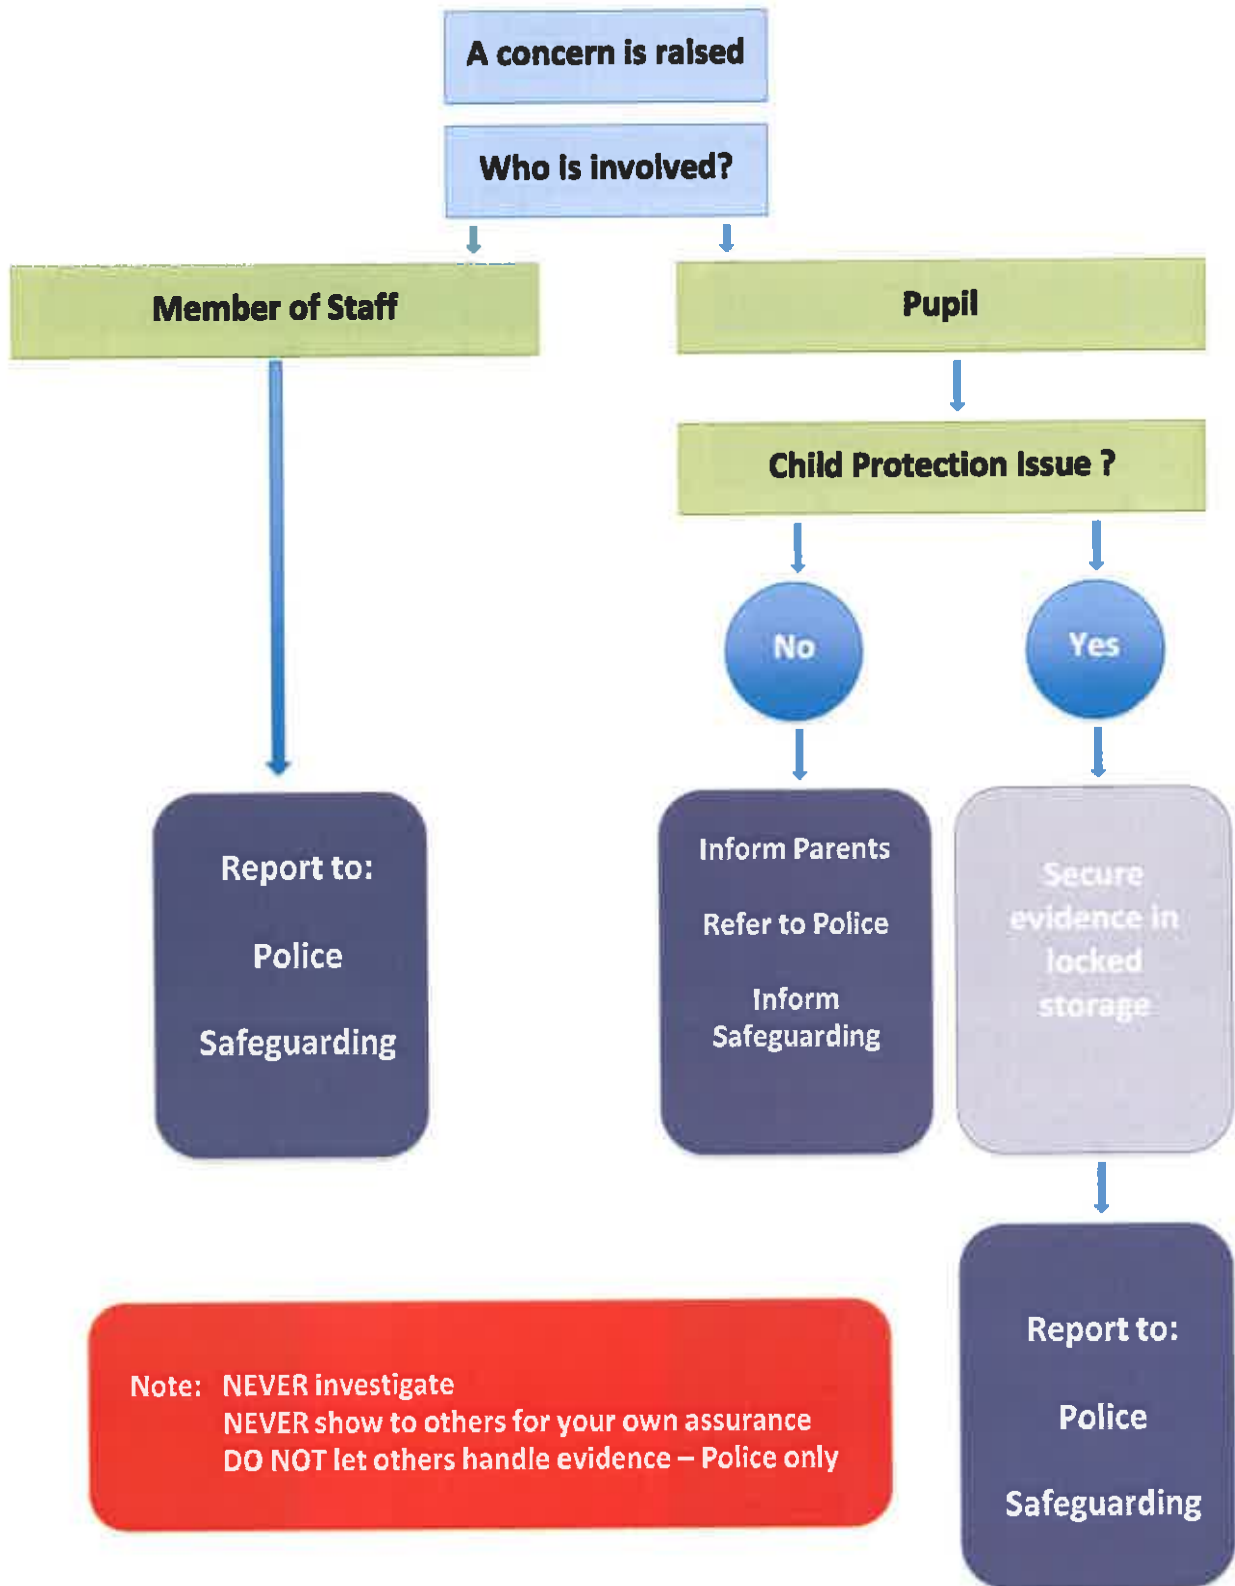 A concern is raised
Who is involved?
Member of Staff
Pupil
Child Protection Issue ?
No
Yes
Report to:
Police
Safeguarding
Inform Parents
Refer to Police
Inform
Safeguarding
Secure
evidence in
locked
storage
Report to:
Police
Safeguarding
Note: NEVER investigate
NEVER show to others for your own assurance
DO NOT let others handle evidence – Police only